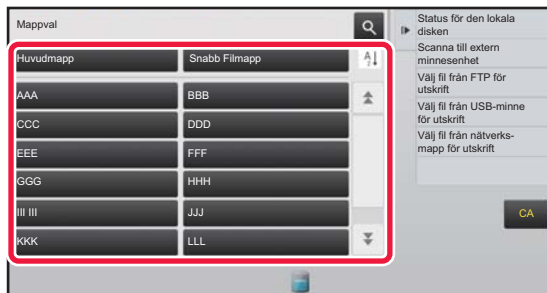 Mappval
Huvudmapp
Snabb Filmapp
AAA
BBB
CCC
DDD
EEE
FFF
GGG
HHH
III III
JJJ
KKK
LLL
Status för den lokala
disken
Scanna till extern
minnesenhet
Välj fil från FTP för
utskrift
Välj fil från USB-minne
för utskrift
Välj fil från nätverks-
mapp för utskrift
CA